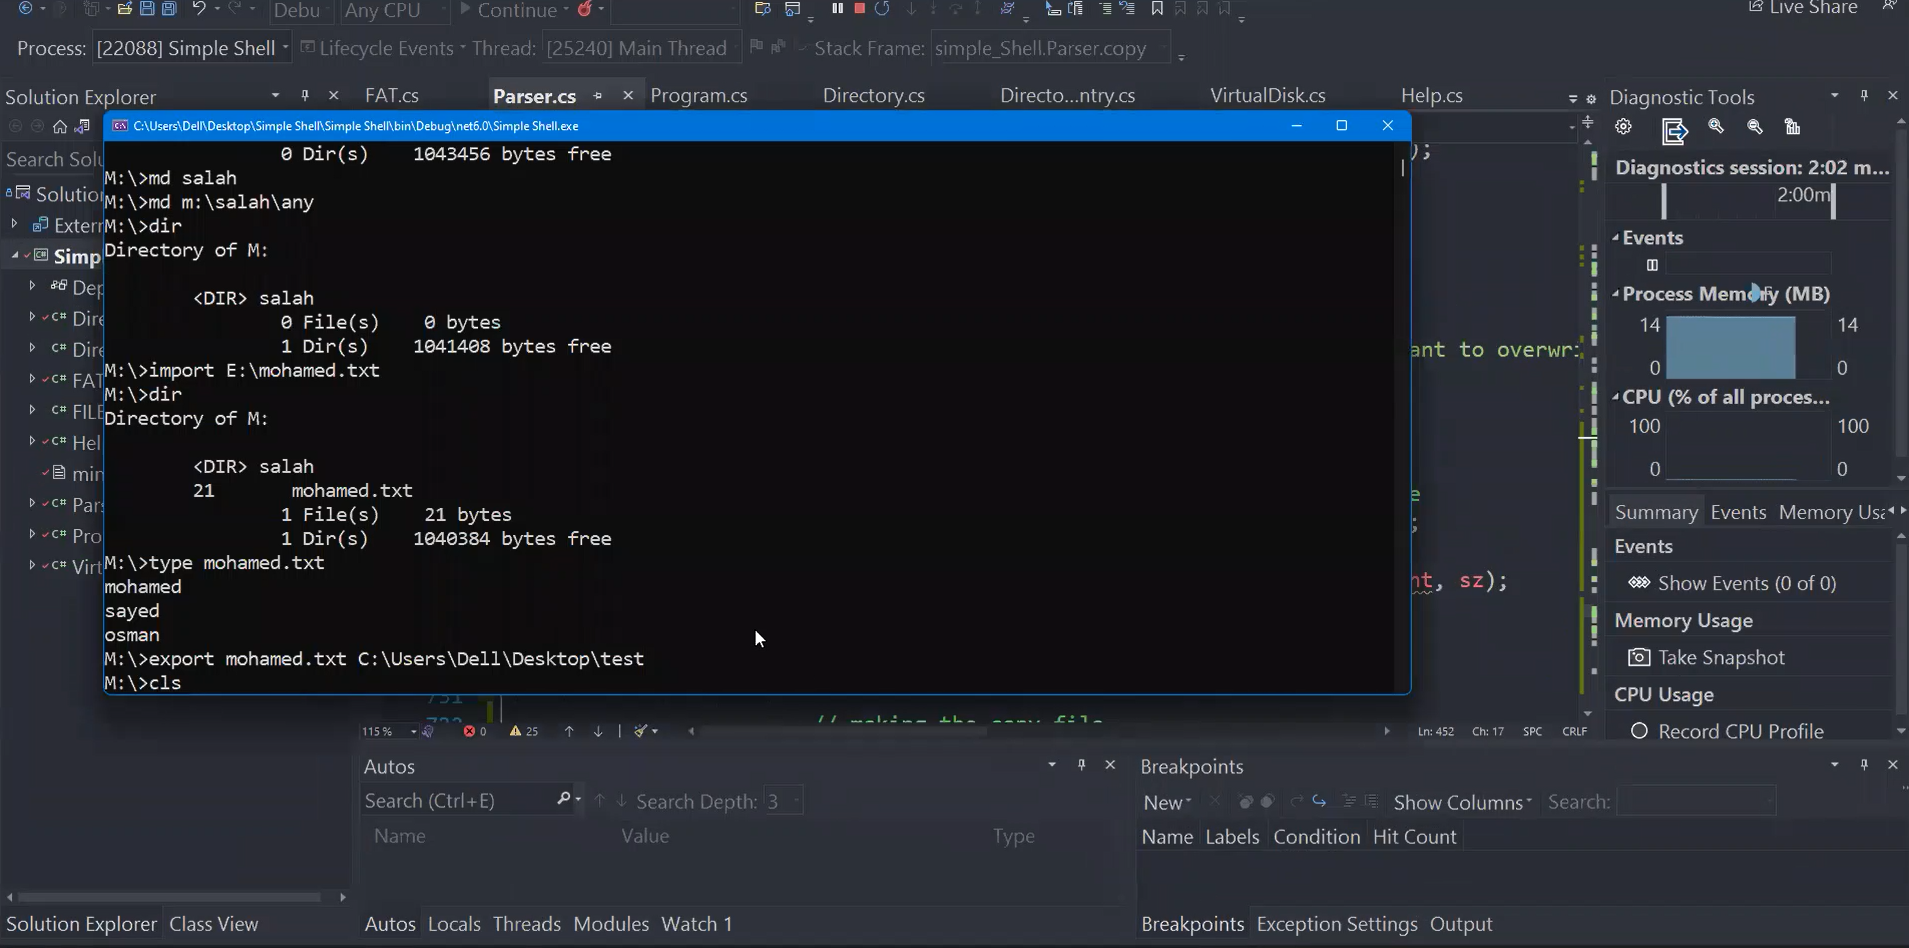 Debu
Any CPU
Continue
Live Share
Process:
[22088] Simple Shell
Lifecycle Events
Thread:
[25240] Main Thread
Stack Frame:
simple_Shell.Parser.copy
Solution Explorer
FAT.cs
Parser.cs
Program.cs
Directory.cs
Directo...ntry.cs
VirtualDisk.cs
Help.cs
Diagnostic Tools
C:\Users\Dell\Desktop\Simple Shell\Simple Shell\bin\Debug\net6.0\Simple Shell.exe
0 Dir(s) 1043456 bytes free
M:\>md salah
M:\>md m:\salah\any
M:\>dir
Directory of M:
<DIR> salah
0 File(s) 0 bytes
1 Dir(s) 1041408 bytes free
M:\>import E:\mohamed.txt
M:\>dir
Directory of M:
<DIR> salah
21 mohamed.txt
1 File(s) 21 bytes
1 Dir(s) 1040384 bytes free
M:\>type mohamed.txt
mohamed
sayed
osman
M:\>export mohamed.txt C:\Users\Dell\Desktop\test
M:\>cls
Search Solu
Solution
Extern
Simp
Dep
Dire
Dire
FAT
FILE
Hel
min
Pars
Pro
Virt
);
ant to overwri
e
;
nt, sz);
731
732
// making the copy file
115 %
0
25
Ln: 452
Ch: 17
SPC
CRLF
Diagnostics session: 2:02 m...
2:00m
Events
Process Memory (MB)
14 14
0 0
CPU (% of all proces...
100 100
0 0
Summary
Events
Memory Usa
Events
Show Events (0 of 0)
Memory Usage
Take Snapshot
CPU Usage
Record CPU Profile
Autos
Search (Ctrl+E)
Search Depth:
3
Name
Value
Type
Breakpoints
New
Show Columns
Search:
Name
Labels
Condition
Hit Count
Solution Explorer
Class View
Autos
Locals
Threads
Modules
Watch 1
Breakpoints
Exception Settings
Output